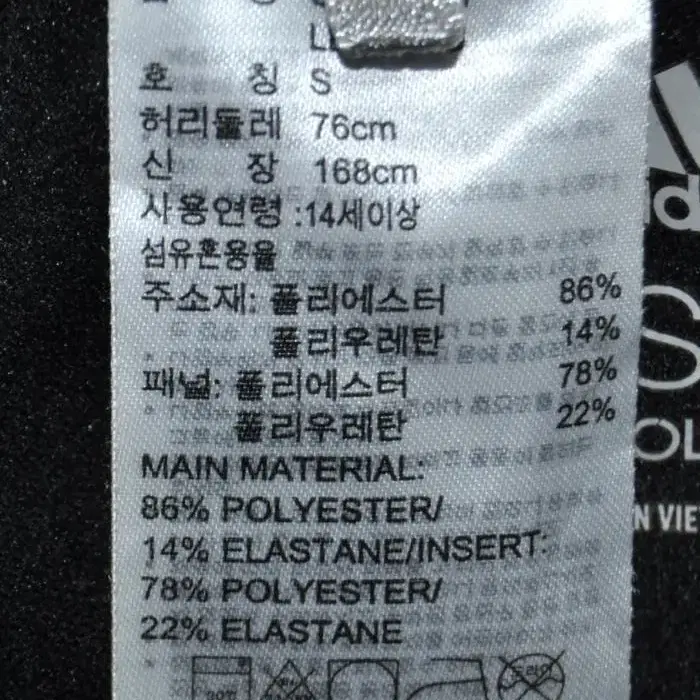 호 칭 S
허리둘레 76cm
신 장 168cm
사용연령 :14세이상
섬유혼용율
주소재: 폴리에스터 86%
폴리우레탄 14%
패널: 폴리에스터 78%
폴리우레탄 22%
MAIN MATERIAL:
86% POLYESTER/
14% ELASTANE/INSERT:
78% POLYESTER/
22% ELASTANE
드라이